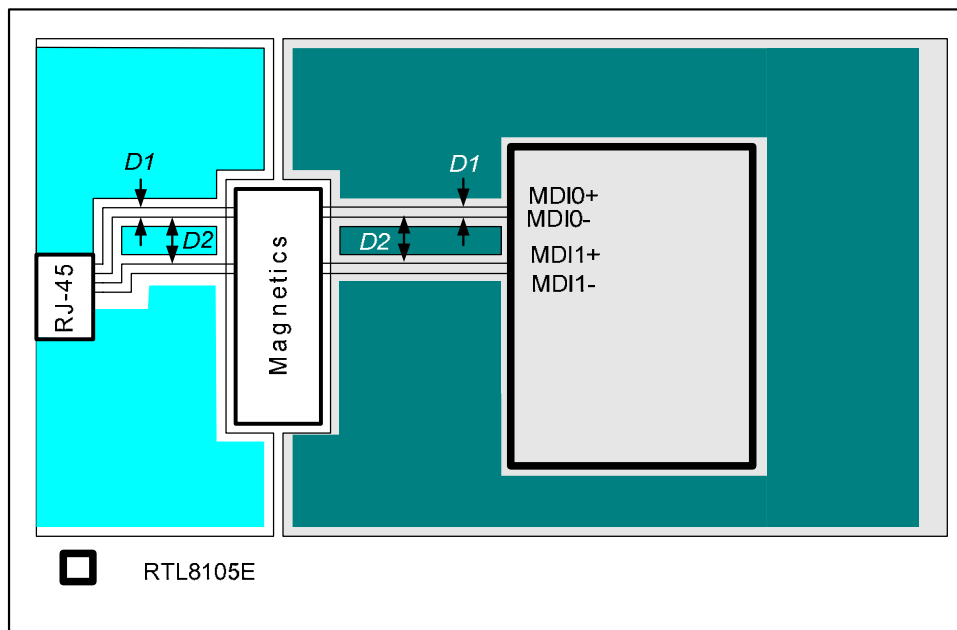 D1
D1
MDI0+
MDI0-
D2
D2
MDI1+
MDI1-
RJ-45
Magnetics
RTL8105E